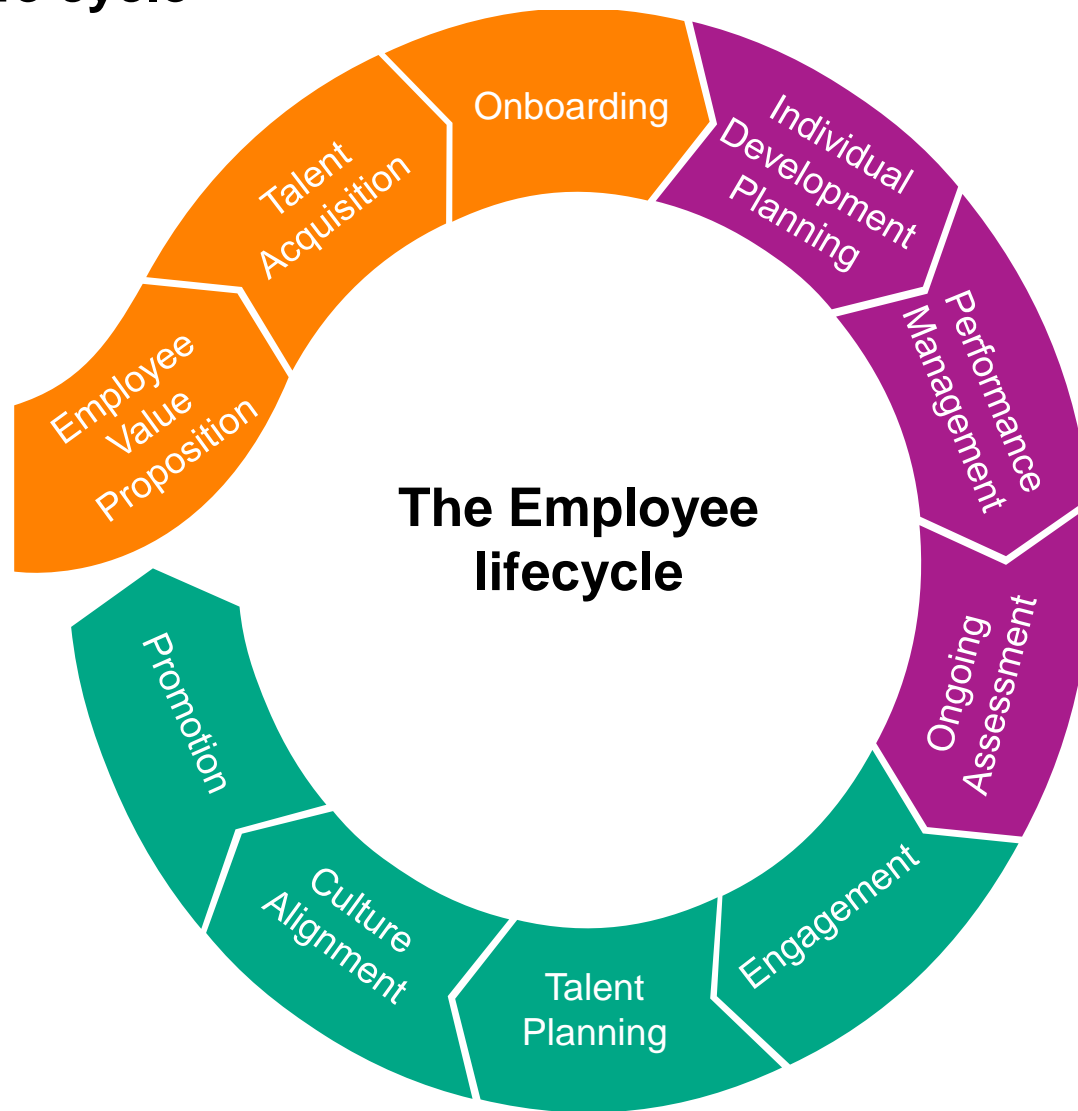 cycle
Employee
Value
Proposition
Talent
Acquisition
Onboarding
Individual
Development
Planning
Performance
Management
Ongoing
Assessment
Engagement
Talent
Planning
Culture
Alignment
Promotion
The Employee
lifecycle